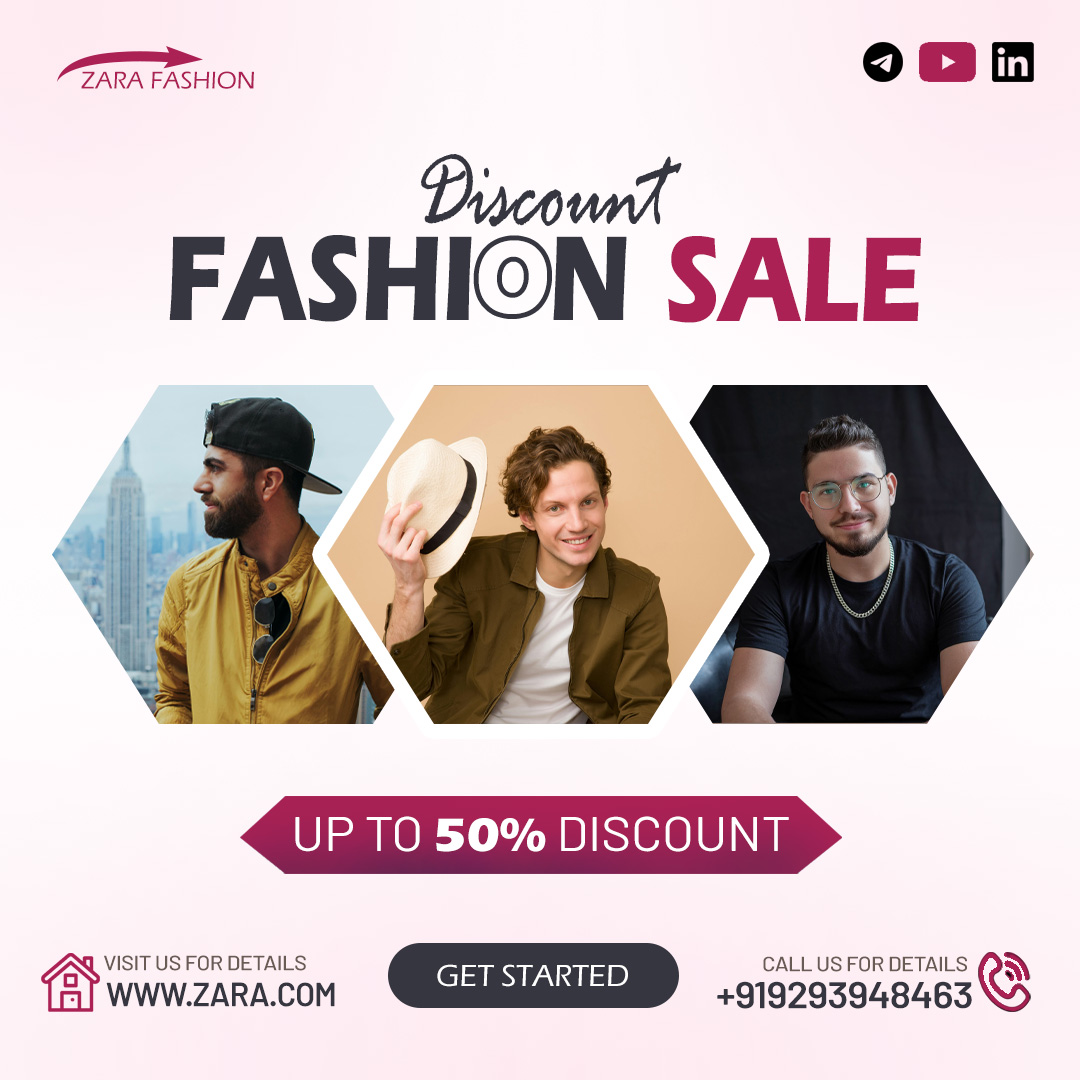 ZARA FASHION
in
Discount
FASHION SALE
UP TO 50% DISCOUNT
VISIT US FOR DETAILS
WWW.ZARA.COM
GET STARTED
CALL US FOR DETAILS
+919293948463